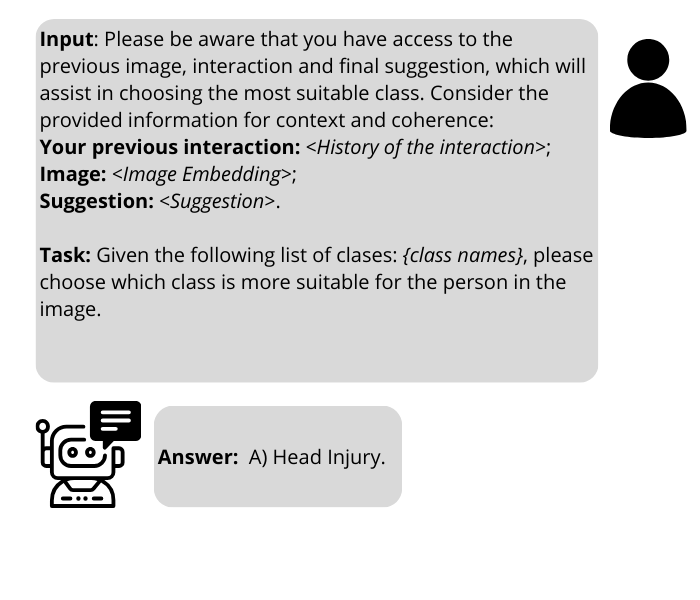 Input: Please be aware that you have access to the
previous image, interaction and final suggestion, which will
assist in choosing the most suitable class. Consider the
provided information for context and coherence:
Your previous interaction: <History of the interaction>;
Image: <Image Embedding>;
Suggestion: <Suggestion>.
Task: Given the following list of clases: {class names}, please
choose which class is more suitable for the person in the
image.
Answer: A) Head Injury.